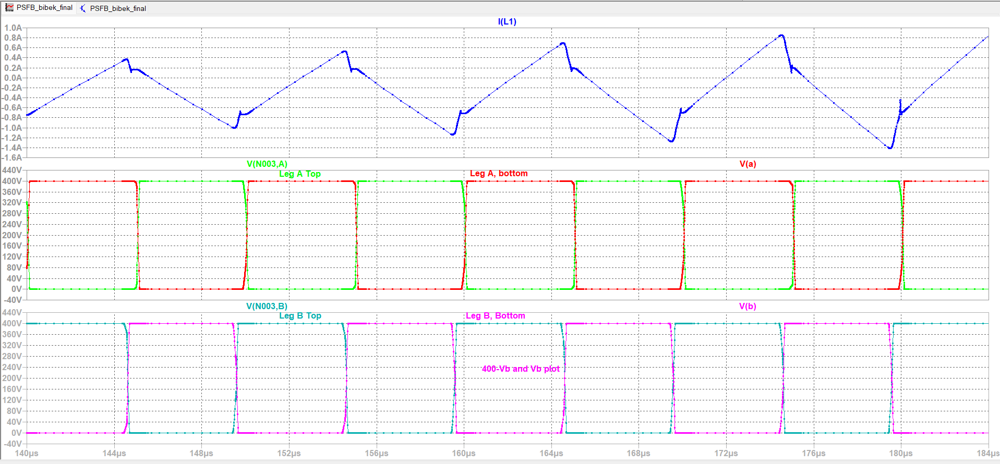 PSFB_bibek_final PSFB_bibek_final
I(L1)
1.0A
0.8A
0.6A
0.4A
0.2A
0.0A
-0.2A
-0.4A
-0.6A
-0.8A
-1.0A
-1.2A
-1.4A
-1.6A
V(N003,A) V(a)
Leg A Top Leg A, bottom
440V
400V
360V
320V
280V
240V
200V
160V
120V
80V
40V
0V
-40V
V(N003,B) V(b)
Leg B Top Leg B, Bottom
440V
400V
360V
320V
280V
240V
400-Vb and Vb plot
200V
160V
120V
80V
40V
0V
-40V
140µs 144µs 148µs 152µs 156µs 160µs 164µs 168µs 172µs 176µs 180µs 184µs